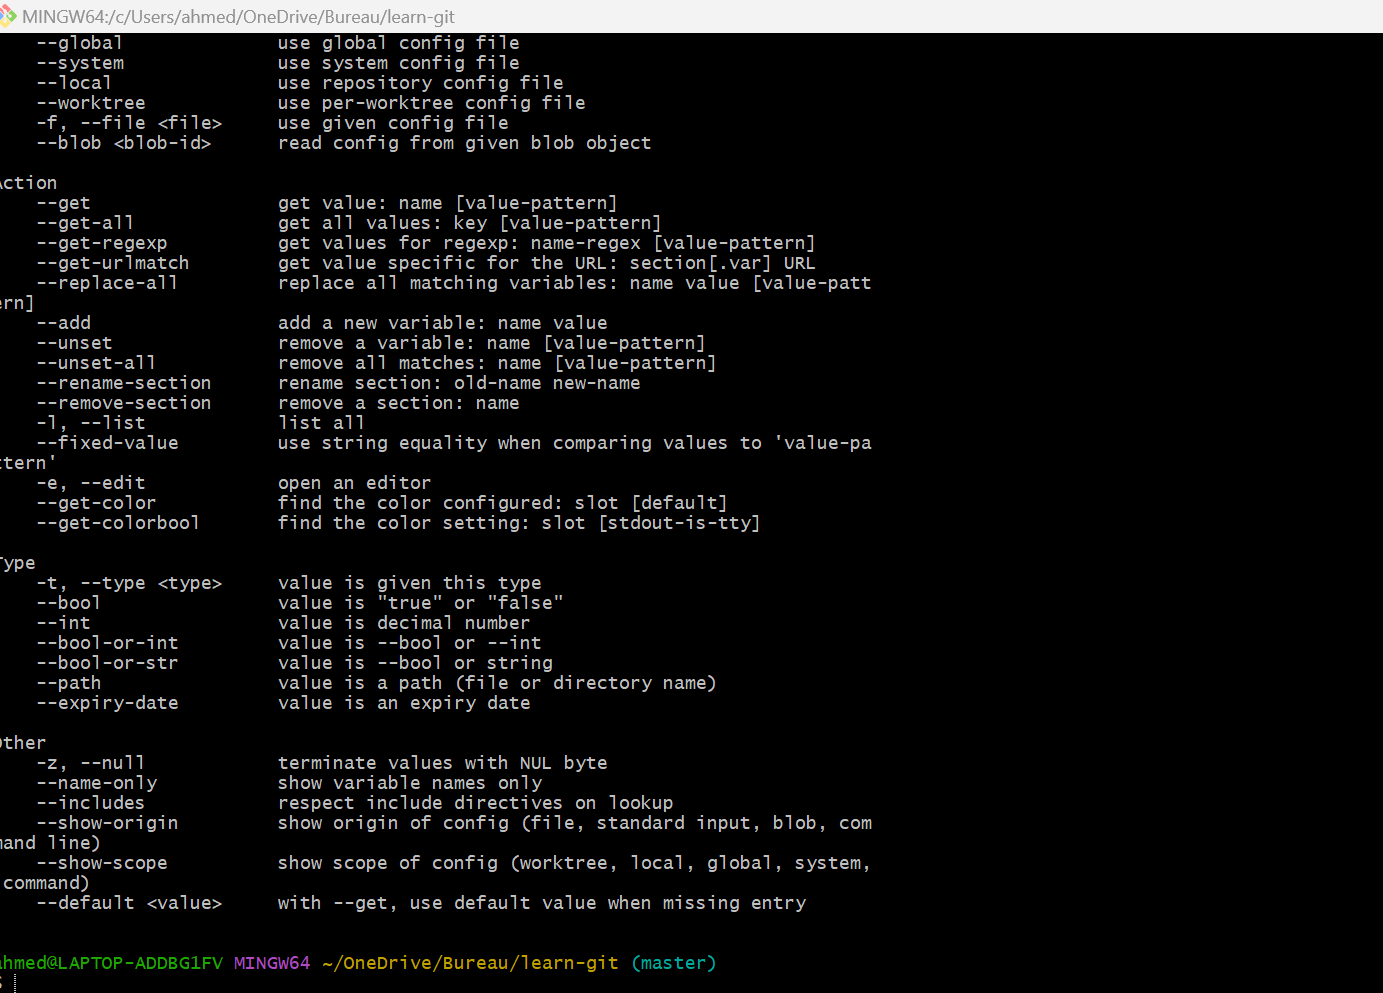 MINGW64:/c/Users/ahmed/OneDrive/Bureau/learn-git
--global use global config file
--system use system config file
--local use repository config file
--worktree use per-worktree config file
-f, --file <file> use given config file
--blob <blob-id> read config from given blob object
Action
--get get value: name [value-pattern]
--get-all get all values: key [value-pattern]
--get-regexp get values for regexp: name-regex [value-pattern]
--get-urlmatch get value specific for the URL: section[.var] URL
--replace-all replace all matching variables: name value [value-patt
ern]
--add add a new variable: name value
--unset remove a variable: name [value-pattern]
--unset-all remove all matches: name [value-pattern]
--rename-section rename section: old-name new-name
--remove-section remove a section: name
-l, --list list all
--fixed-value use string equality when comparing values to 'value-pa
ttern'
-e, --edit open an editor
--get-color find the color configured: slot [default]
--get-colorbool find the color setting: slot [stdout-is-tty]
Type
-t, --type <type> value is given this type
--bool value is "true" or "false"
--int value is decimal number
--bool-or-int value is --bool or --int
--bool-or-str value is --bool or string
--path value is a path (file or directory name)
--expiry-date value is an expiry date
Other
-z, --null terminate values with NUL byte
--name-only show variable names only
--includes respect include directives on lookup
--show-origin show origin of config (file, standard input, blob, com
mand line)
--show-scope show scope of config (worktree, local, global, system,
command)
--default <value> with --get, use default value when missing entry
ahmed@LAPTOP-ADDBG1FV MINGW64 ~/OneDrive/Bureau/learn-git (master)
$